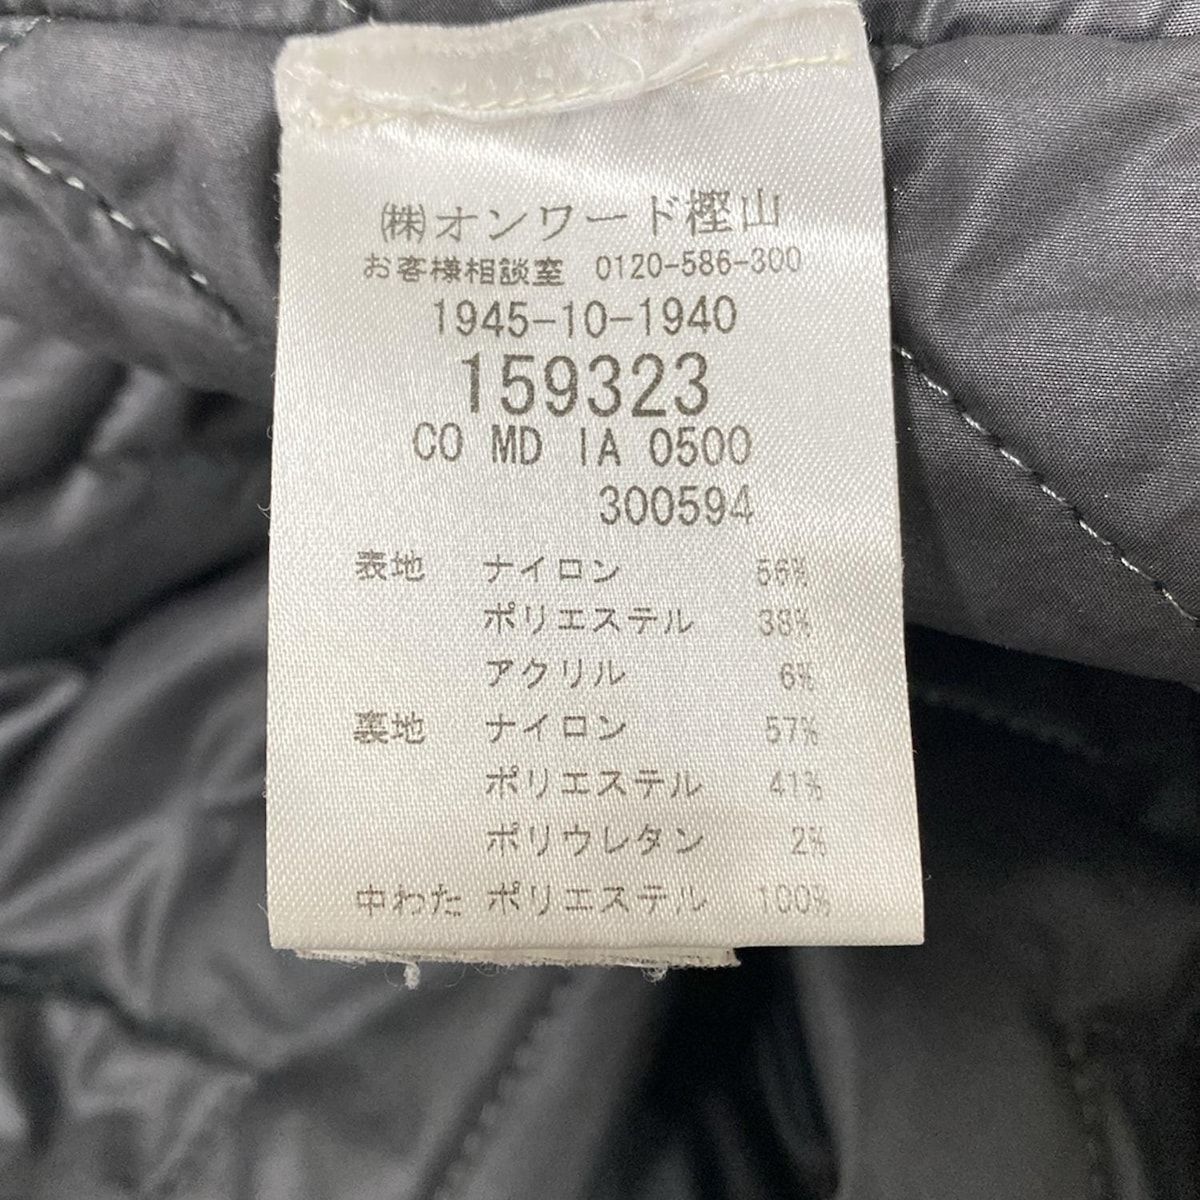 ㈱オンワード樫山
お客様相談室 0120-586-300
1945-10-1940
159323
CO MD IA 0500
300594
表地 ナイロン 56%
ポリエステル 38%
アクリル 6%
裏地 ナイロン 57%
ポリエステル 41%
ポリウレタン 2%
中わた ポリエステル 100%